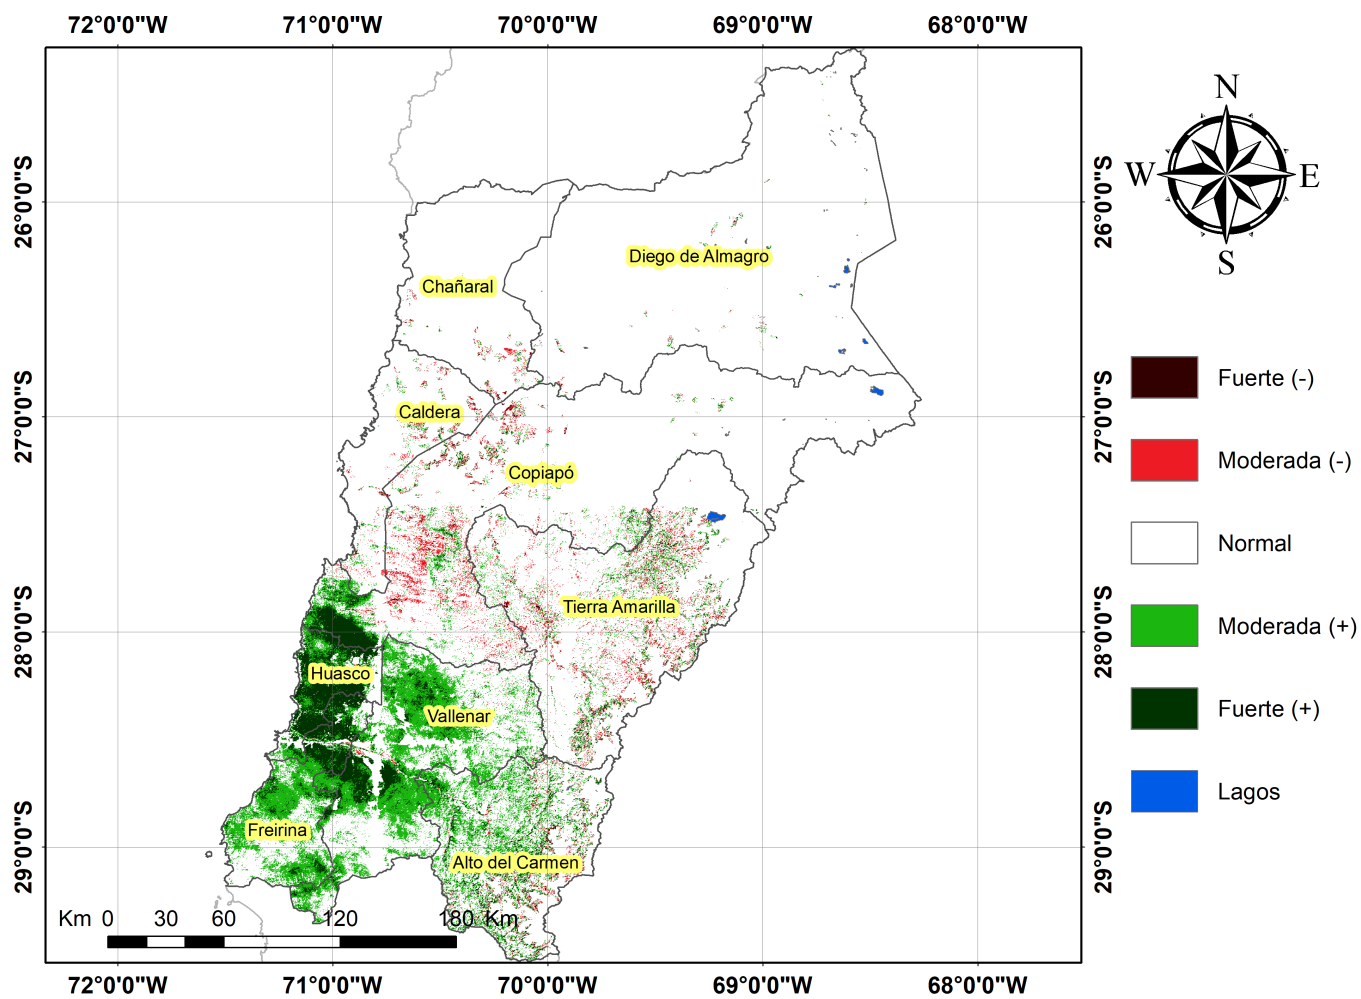 72°0'0"W 71°0'0"W 70°0'0"W 69°0'0"W 68°0'0"W
N
W E
S
26°0'0"S 26°0'0"S
Diego de Almagro
Chañaral
Fuerte (-)
27°0'0"S 27°0'0"S
Caldera
Moderada (-)
Copiapó
Normal
28°0'0"S 28°0'0"S
Tierra Amarilla
Moderada (+)
Huasco
Vallenar
Fuerte (+)
Lagos
29°0'0"S 29°0'0"S
Freirina
Alto del Carmen
Km 0 30 60 120 180 Km
72°0'0"W 71°0'0"W 70°0'0"W 69°0'0"W 68°0'0"W